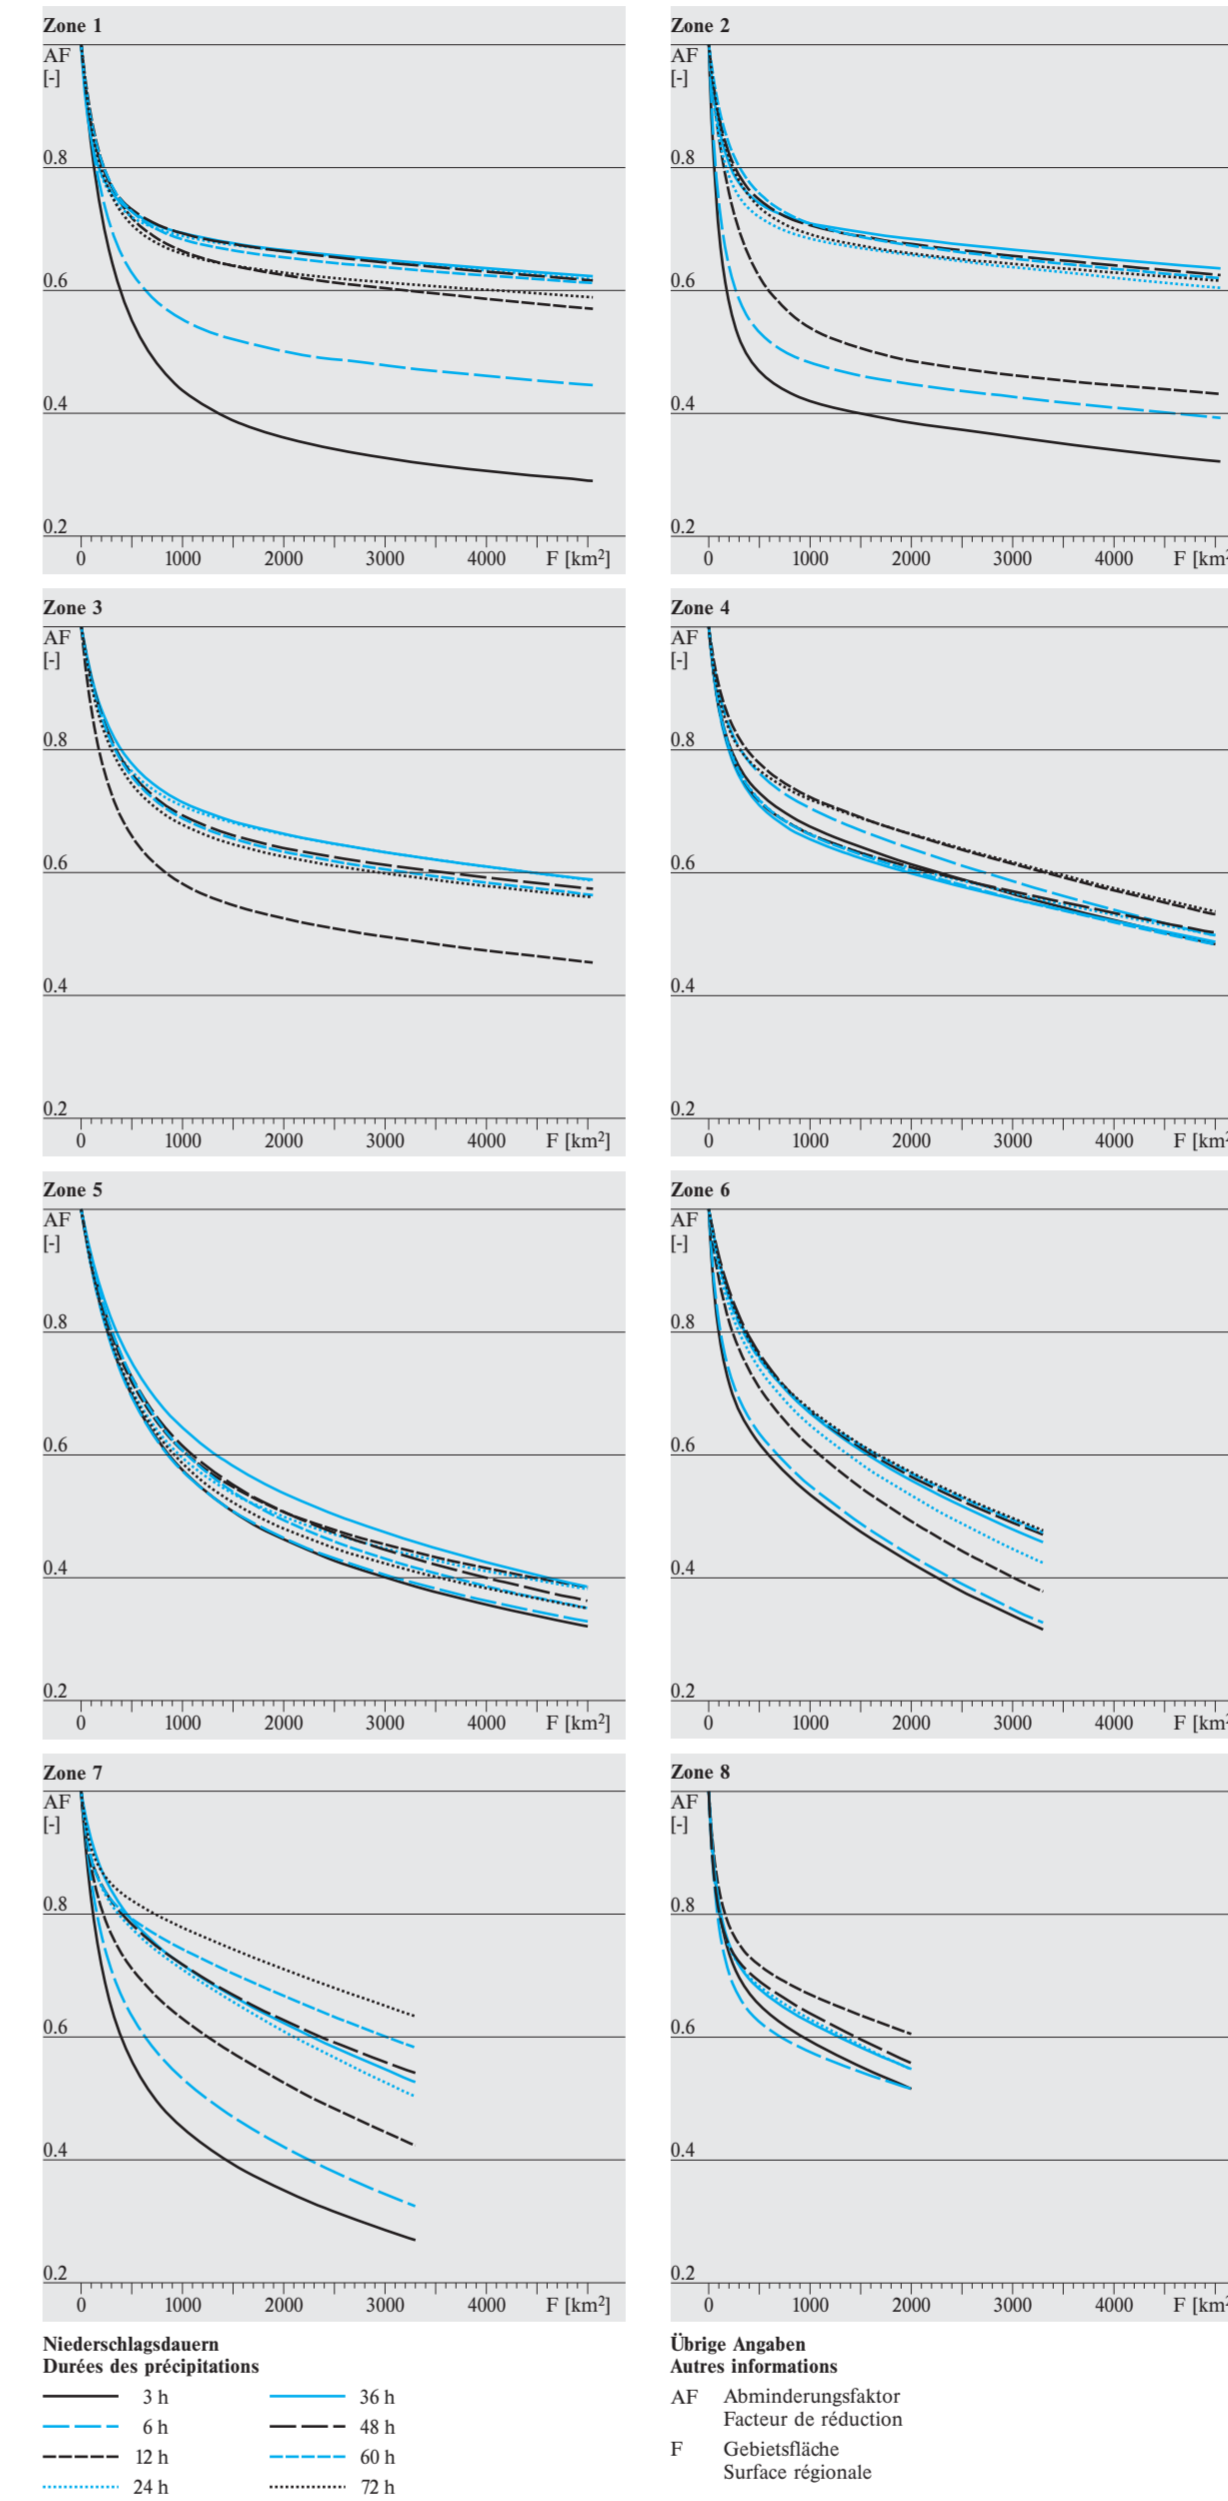 Zone 1
AF
[-]
0.8
0.6
0.4
0.2
0 1000 2000 3000 4000 F [km²]
Zone 2
AF
[-]
0.8
0.6
0.4
0.2
0 1000 2000 3000 4000 F [km²
Zone 3
AF
[-]
0.8
0.6
0.4
0.2
0 1000 2000 3000 4000 F [km²]
Zone 4
AF
[-]
0.8
0.6
0.4
0.2
0 1000 2000 3000 4000 F [km²
Zone 5
AF
[-]
0.8
0.6
0.4
0.2
0 1000 2000 3000 4000 F [km²]
Zone 6
AF
[-]
0.8
0.6
0.4
0.2
0 1000 2000 3000 4000 F [km²
Zone 7
AF
[-]
0.8
0.6
0.4
0.2
0 1000 2000 3000 4000 F [km²]
Zone 8
AF
[-]
0.8
0.6
0.4
0.2
0 1000 2000 3000 4000 F [km²
Niederschlagsdauern
Durées des précipitations
3 h
6 h
12 h
24 h
36 h
48 h
60 h
72 h
Übrige Angaben
Autres informations
AF Abminderungsfaktor
Facteur de réduction
F Gebietsfläche
Surface régionale